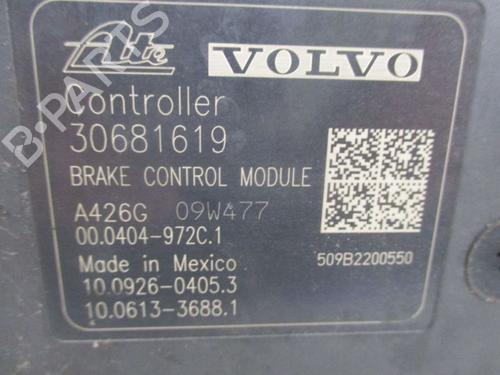 Ate VOLVO
Controller
30681619
BRAKE CONTROL MODULE
A426G 09W477
00.0404-972C.1
Made in Mexico 509B2200550
10.0926-0405.3
10.0613-3688.1
B-PARTS